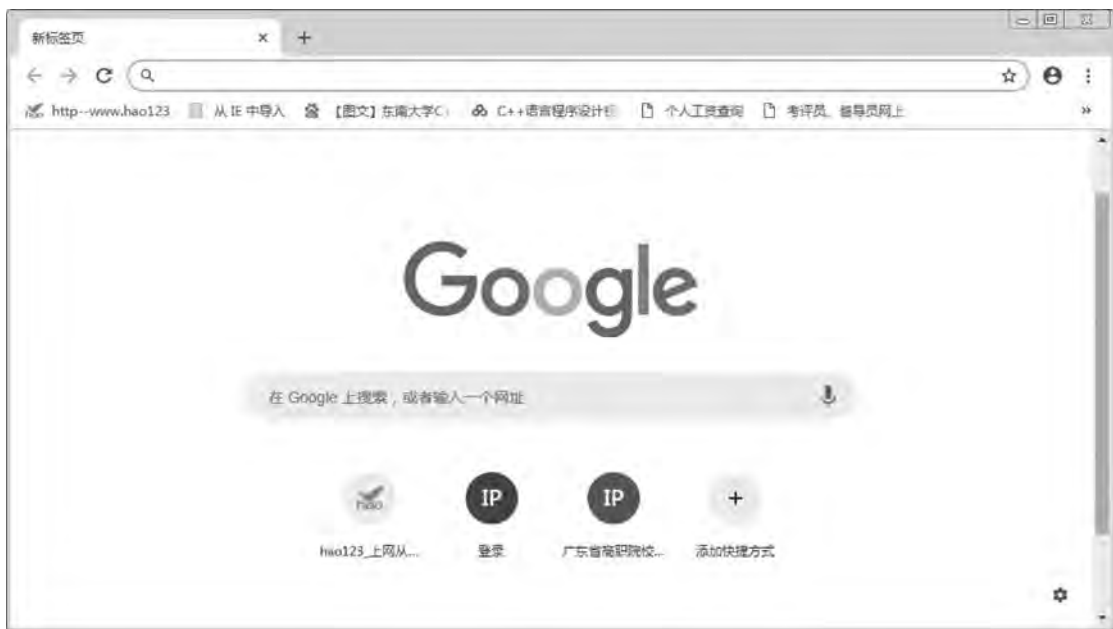 新标签页
http--www.hao123 从 IE 中导入 【图文】东南大学C C++语言程序设计 个人工资查询 考评员、督导员网上
Google
在 Google 上搜索，或者输入一个网址
hao
IP
IP
hao123_上网从... 登录 广东省高职院校... 添加快捷方式